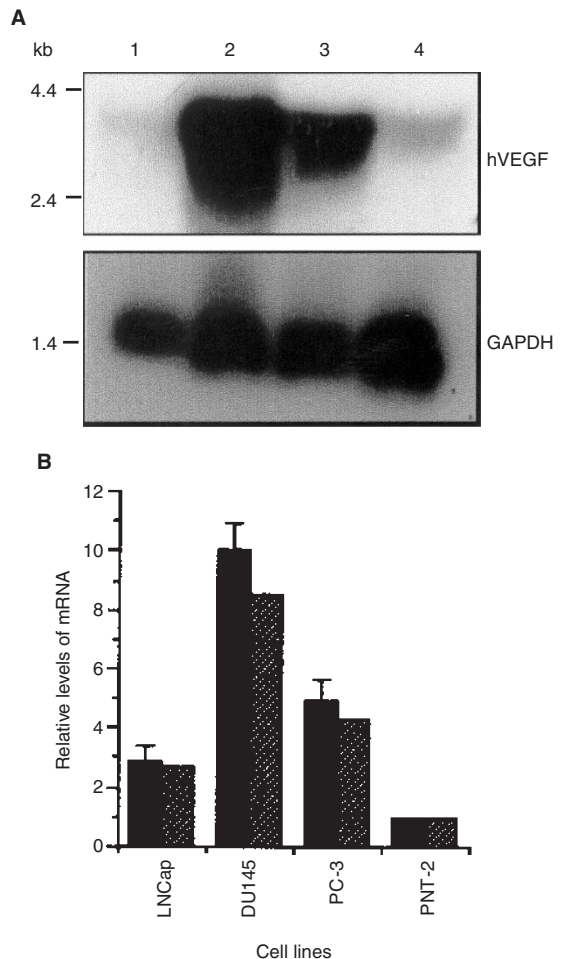 A
kb 1 2 3 4
4.4
hVEGF
2.4
1.4
GAPDH
B
12
10
8
6
4
2
0
Relative levels of mRNA
LNCap
DU145
PC-3
PNT-2
Cell lines